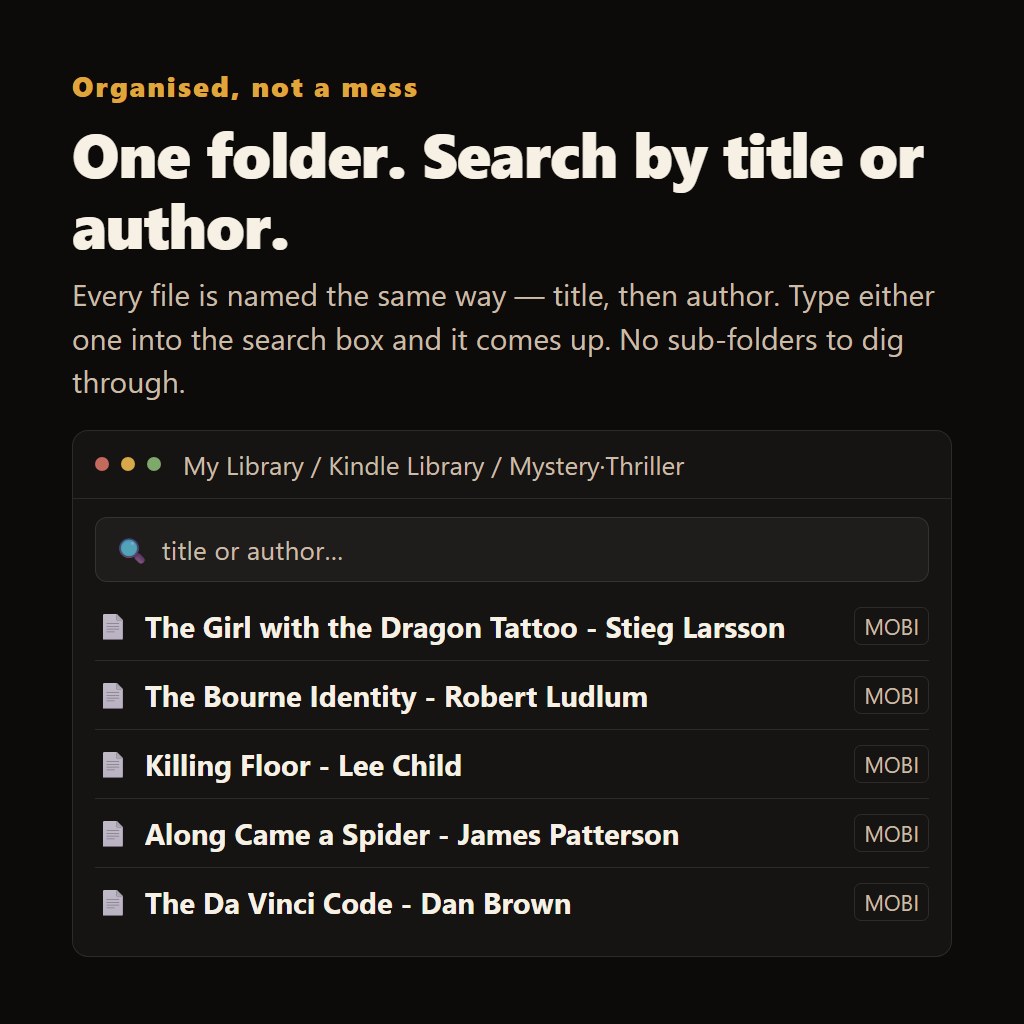 Organised, not a mess
One folder. Search by title or
author.
Every file is named the same way — title, then author. Type either
one into the search box and it comes up. No sub-folders to dig
through.
My Library / Kindle Library / Mystery·Thriller
title or author...
The Girl with the Dragon Tattoo - Stieg Larsson MOBI
The Bourne Identity - Robert Ludlum MOBI
Killing Floor - Lee Child MOBI
Along Came a Spider - James Patterson MOBI
The Da Vinci Code - Dan Brown MOBI